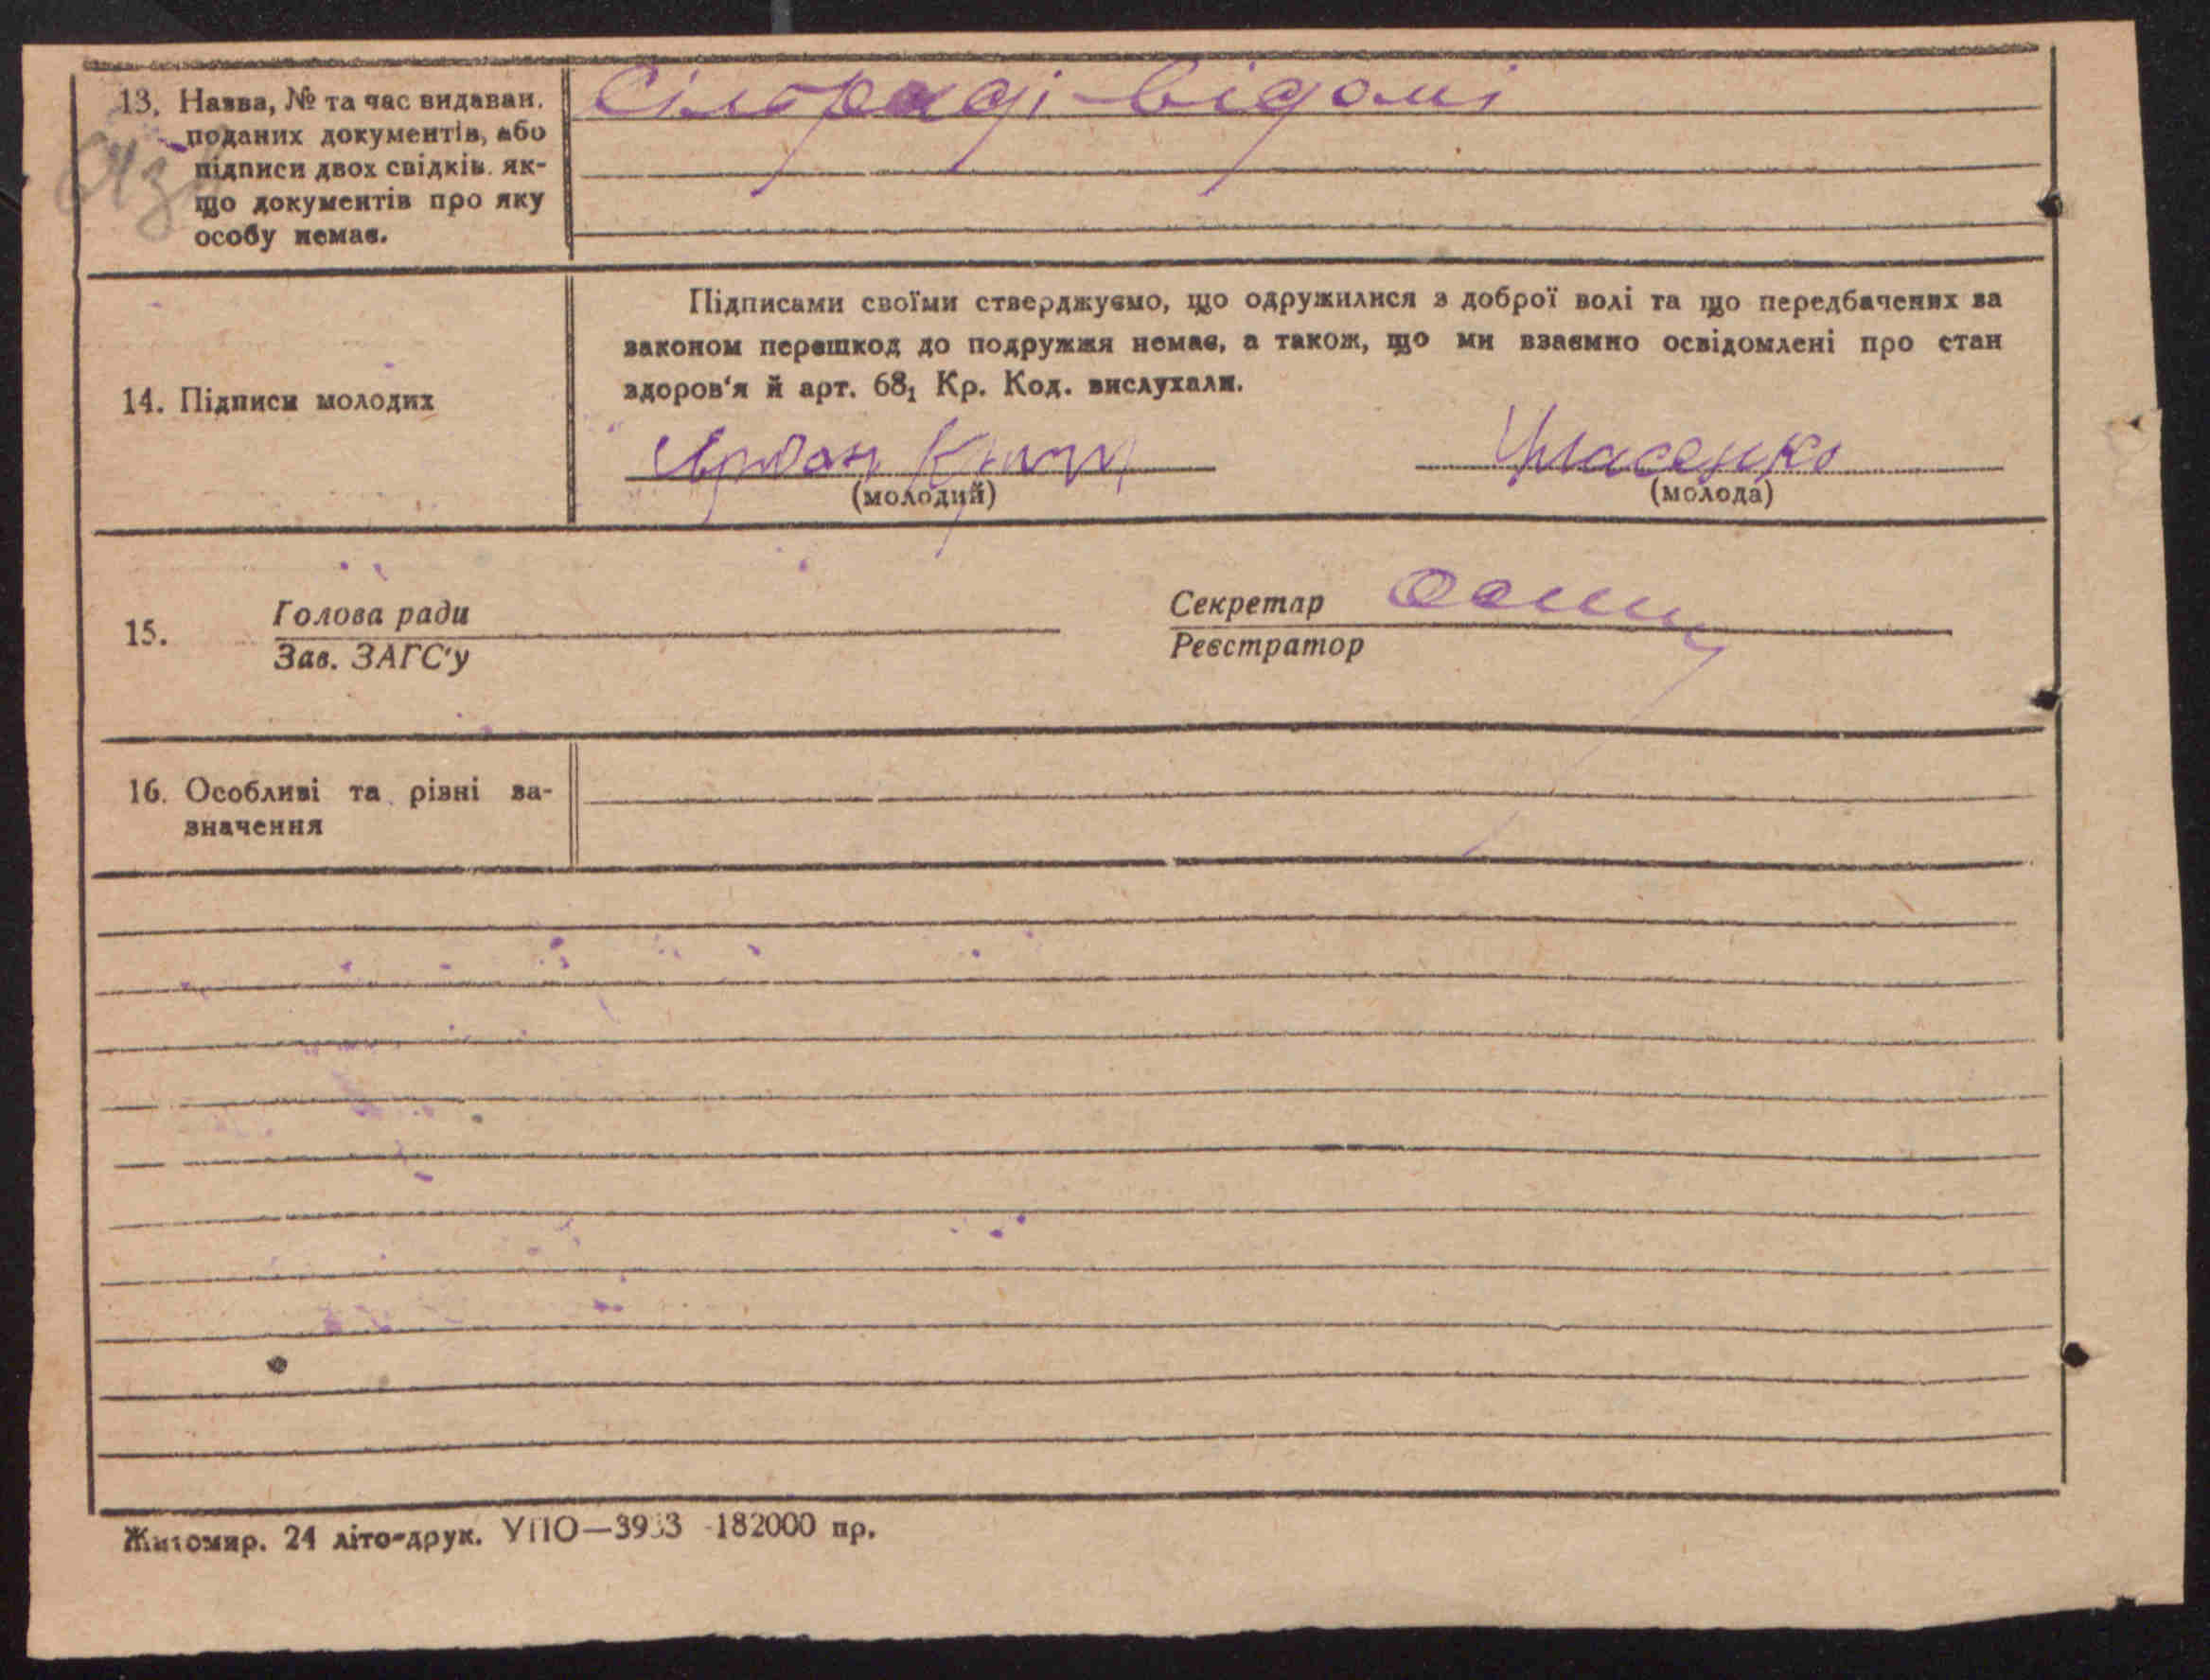 13. Назва, № та час видаван.
поданих документів, або
підписи двох свідків, як-
що документів про яку
особу немає.
Сілораді відомі
14. Підписи молодих
Підписами своїми стверджуємо, що одружилися з доброї волі та що передбачених за
законом перешкод до подружжя немає, а також, що ми взаємно освідомлені про стан
здоров'я й арт. 68₁ Кр. Код. вислухали.
Власенко
(молодий) (молода)
15. Голова ради
Зав. ЗАГС'у
Секретар
Реєстратор
16. Особливі та різні за-
значення
Житомир. 24 літо-друк. УПО—3933 -182000 пр.